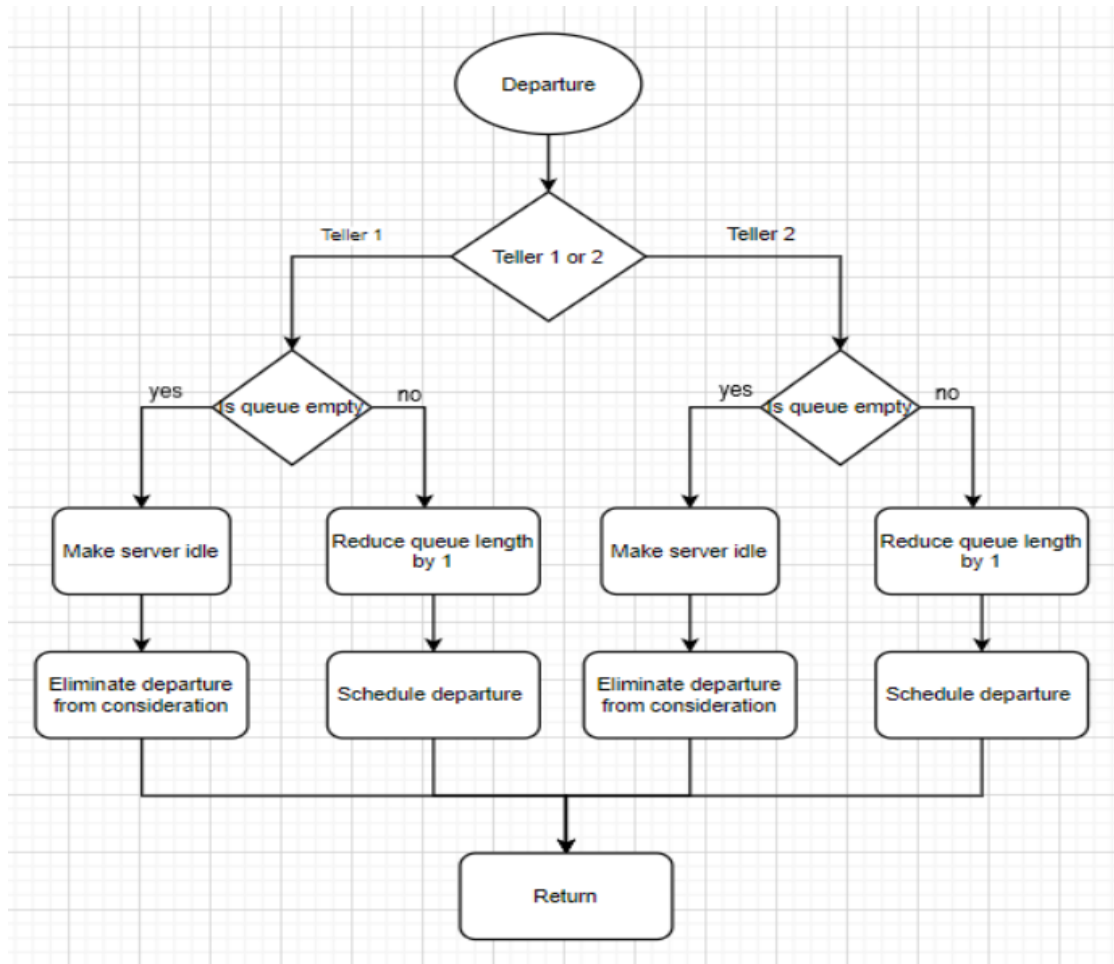 Departure
Teller 1
Teller 2
Teller 1 or 2
yes
Is queue empty
no
yes
Is queue empty
no
Make server idle
Reduce queue length
by 1
Make server idle
Reduce queue length
by 1
Eliminate departure
from consideration
Schedule departure
Eliminate departure
from consideration
Schedule departure
Return